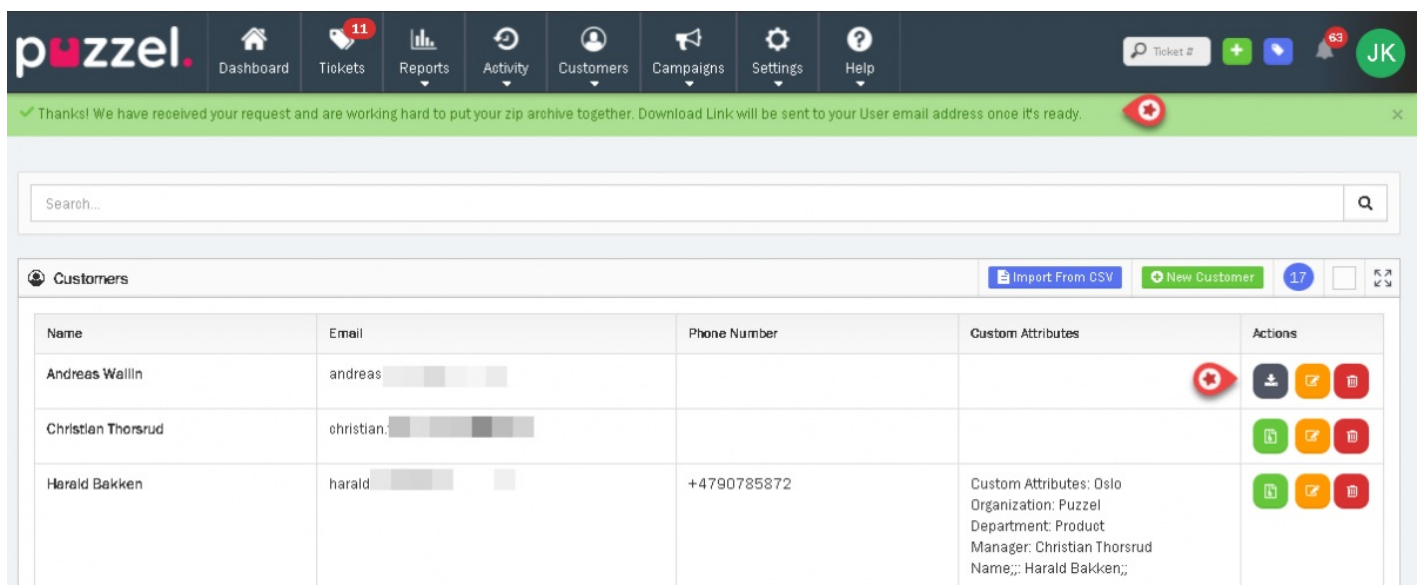 puzzel.
Dashboard
11
Tickets
Reports
Activity
Customers
Campaigns
Settings
Help
Ticket #
63
JK
Thanks! We have received your request and are working hard to put your zip archive together. Download Link will be sent to your User email address once it's ready.
×
Search...
Customers
Import From CSV
New Customer
17
Name Email Phone Number Custom Attributes Actions
Andreas Wallin andreas
Christian Thorsrud christian.
Harald Bakken harald +4790785872 Custom Attributes: Oslo
Organization: Puzzel
Department: Product
Manager: Christian Thorsrud
Name;;: Harald Bakken;;